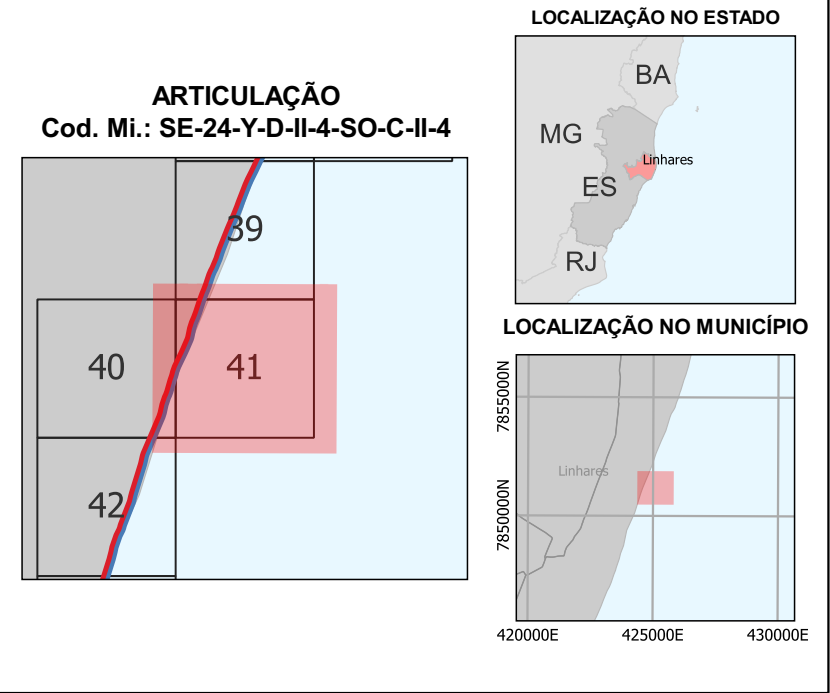 ARTICULAÇÃO
Cod. Mi.: SE-24-Y-D-II-4-SO-C-II-4
39
40
41
42
LOCALIZAÇÃO NO ESTADO
BA
MG
Linhares
ES
RJ
LOCALIZAÇÃO NO MUNICÍPIO
7855000N
Linhares
7850000N
420000E
425000E
430000E